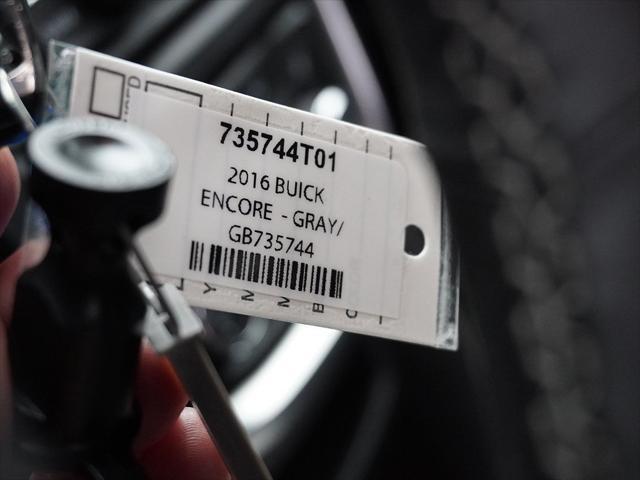 735744T01
2016 BUICK
ENCORE - GRAY/
GB735744